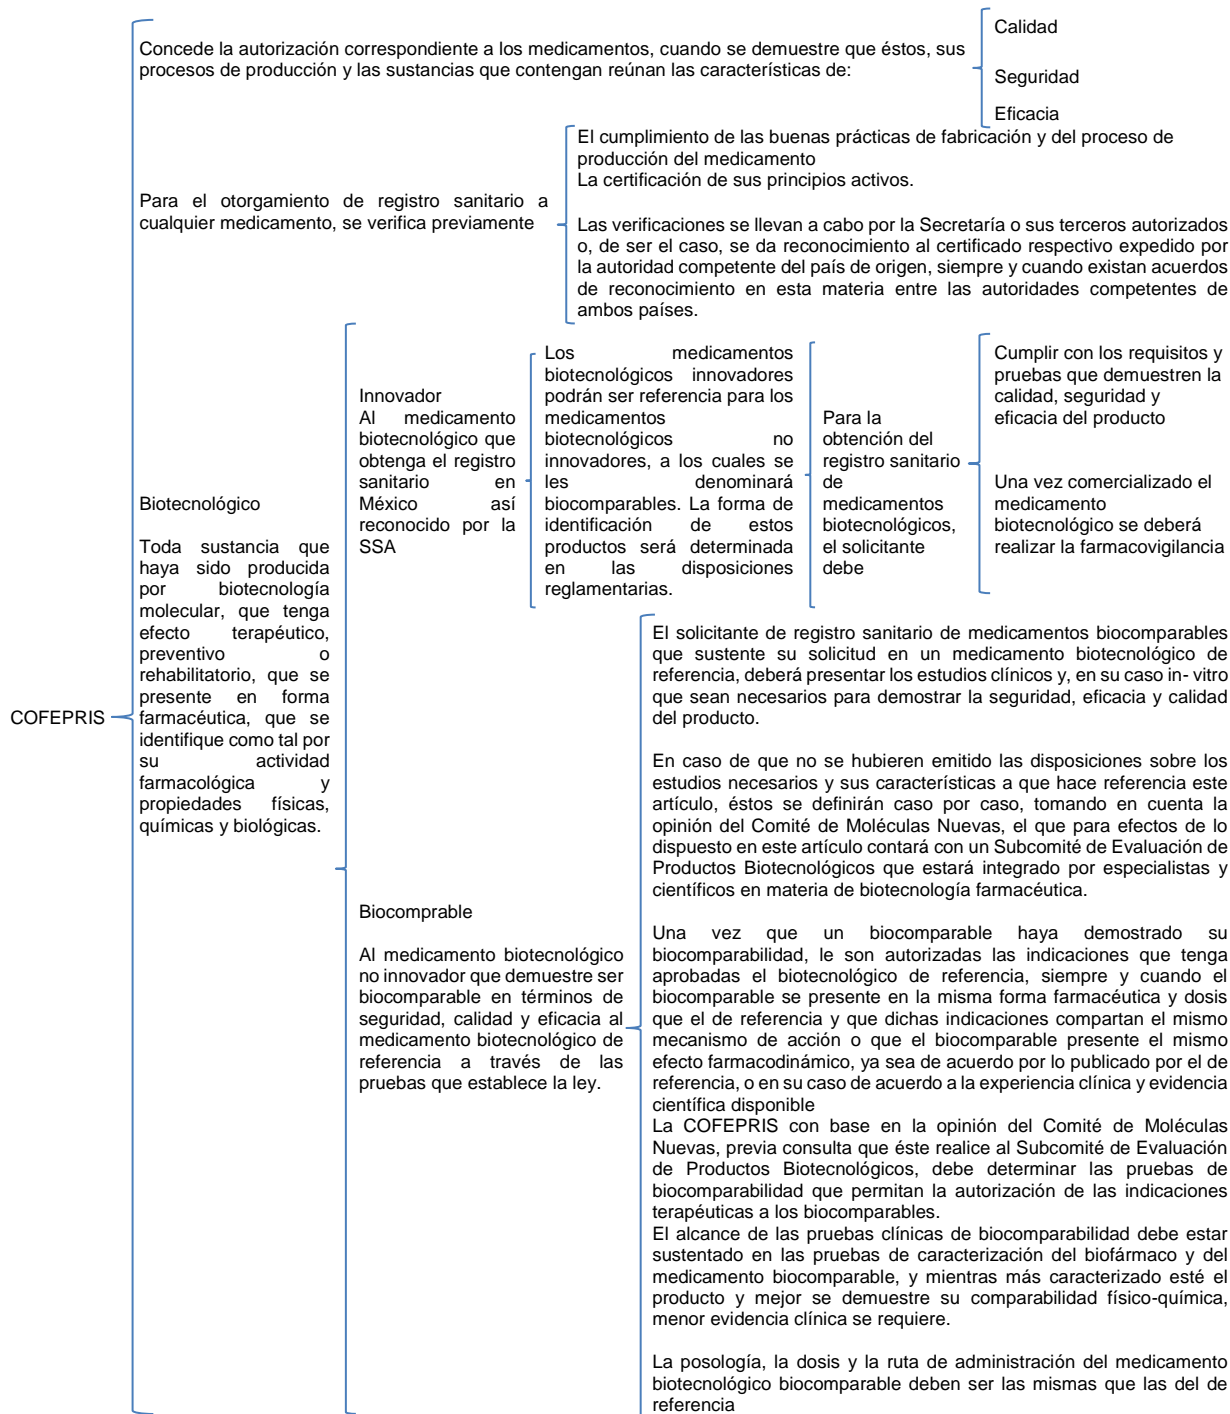 Calidad
Concede la autorización correspondiente a los medicamentos, cuando se demuestre que éstos, sus
procesos de producción y las sustancias que contengan reúnan las características de:
Seguridad
Eficacia
El cumplimiento de las buenas prácticas de fabricación y del proceso de
producción del medicamento
La certificación de sus principios activos.
Para el otorgamiento de registro sanitario a
cualquier medicamento, se verifica previamente
Las verificaciones se llevan a cabo por la Secretaría o sus terceros autorizados
o, de ser el caso, se da reconocimiento al certificado respectivo expedido por
la autoridad competente del país de origen, siempre y cuando existan acuerdos
de reconocimiento en esta materia entre las autoridades competentes de
ambos países.
COFEPRIS
Biotecnológico
Toda sustancia que
haya sido producida
por biotecnología
molecular, que tenga
efecto terapéutico,
preventivo o
rehabilitatorio, que se
presente en forma
farmacéutica, que se
identifique como tal por
su actividad
farmacológica y
propiedades físicas,
químicas y biológicas.
Innovador
Al medicamento
biotecnológico que
obtenga el registro
sanitario en
México así
reconocido por la
SSA
Los medicamentos
biotecnológicos innovadores
podrán ser referencia para los
medicamentos
biotecnológicos no
innovadores, a los cuales se
les denominará
biocomparables. La forma de
identificación de estos
productos será determinada
en las disposiciones
reglamentarias.
Para la
obtención del
registro sanitario
de
medicamentos
biotecnológicos,
el solicitante
debe
Cumplir con los requisitos y
pruebas que demuestren la
calidad, seguridad y
eficacia del producto
Una vez comercializado el
medicamento
biotecnológico se deberá
realizar la farmacovigilancia
Biocomprable
Al medicamento biotecnológico
no innovador que demuestre ser
biocomparable en términos de
seguridad, calidad y eficacia al
medicamento biotecnológico de
referencia a través de las
pruebas que establece la ley.
El solicitante de registro sanitario de medicamentos biocomparables
que sustente su solicitud en un medicamento biotecnológico de
referencia, deberá presentar los estudios clínicos y, en su caso in- vitro
que sean necesarios para demostrar la seguridad, eficacia y calidad
del producto.
En caso de que no se hubieren emitido las disposiciones sobre los
estudios necesarios y sus características a que hace referencia este
artículo, éstos se definirán caso por caso, tomando en cuenta la
opinión del Comité de Moléculas Nuevas, el que para efectos de lo
dispuesto en este artículo contará con un Subcomité de Evaluación de
Productos Biotecnológicos que estará integrado por especialistas y
científicos en materia de biotecnología farmacéutica.
Una vez que un biocomparable haya demostrado su
biocomparabilidad, le son autorizadas las indicaciones que tenga
aprobadas el biotecnológico de referencia, siempre y cuando el
biocomparable se presente en la misma forma farmacéutica y dosis
que el de referencia y que dichas indicaciones compartan el mismo
mecanismo de acción o que el biocomparable presente el mismo
efecto farmacodinámico, ya sea de acuerdo por lo publicado por el de
referencia, o en su caso de acuerdo a la experiencia clínica y evidencia
científica disponible
La COFEPRIS con base en la opinión del Comité de Moléculas
Nuevas, previa consulta que éste realice al Subcomité de Evaluación
de Productos Biotecnológicos, debe determinar las pruebas de
biocomparabilidad que permitan la autorización de las indicaciones
terapéuticas a los biocomparables.
El alcance de las pruebas clínicas de biocomparabilidad debe estar
sustentado en las pruebas de caracterización del biofármaco y del
medicamento biocomparable, y mientras más caracterizado esté el
producto y mejor se demuestre su comparabilidad físico-química,
menor evidencia clínica se requiere.
La posología, la dosis y la ruta de administración del medicamento
biotecnológico biocomparable deben ser las mismas que las del de
referencia